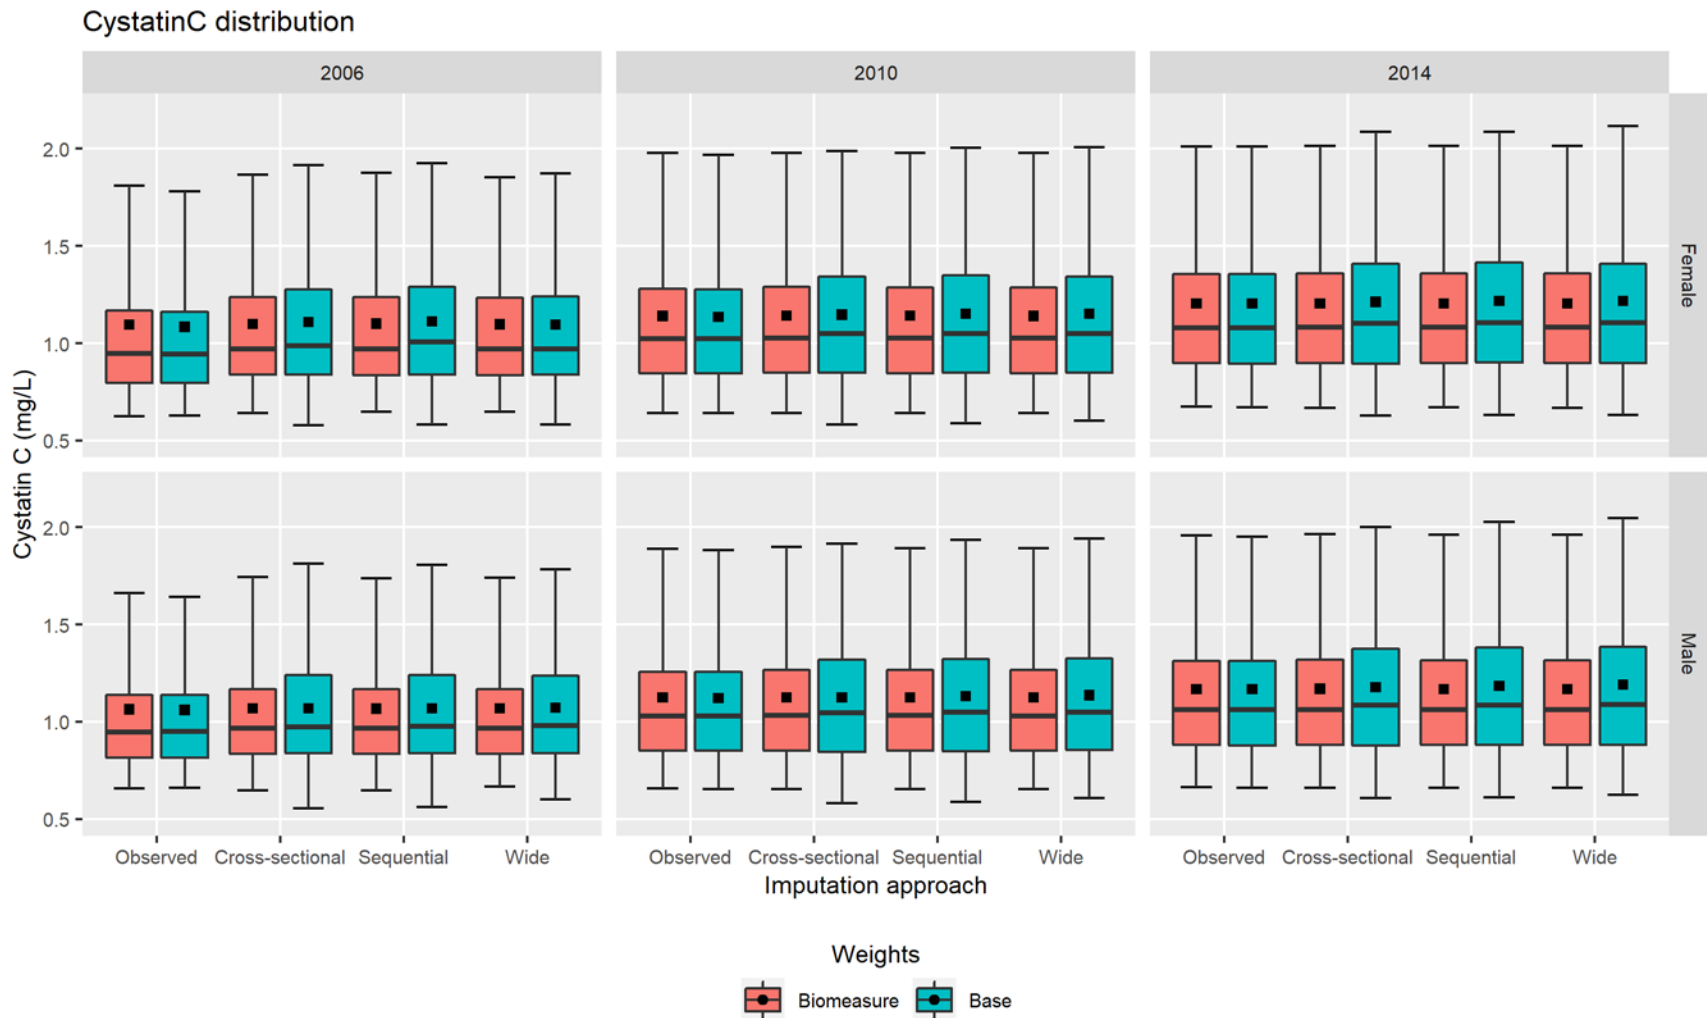 CystatinC distribution
2006 2010 2014
Cystatin C (mg/L)
2.0
1.5
1.0
0.5
Female
2.0
1.5
1.0
0.5
Male
Observed Cross-sectional Sequential Wide Observed Cross-sectional Sequential Wide Observed Cross-sectional Sequential Wide
Imputation approach
Weights
Biomeasure Base